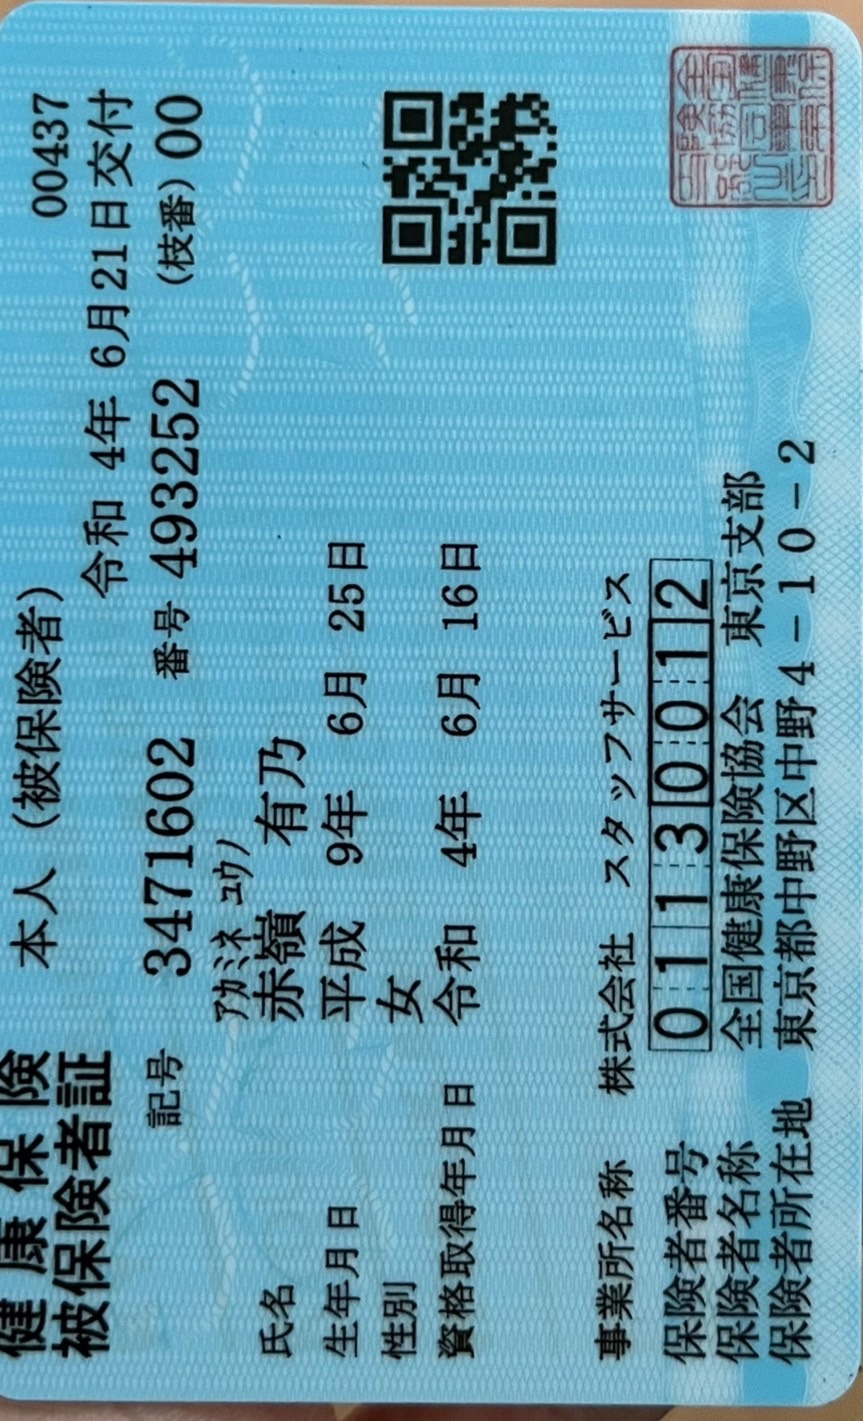 健康保険 本人（被保険者） 00437
被保険者証 令和 4年 6月21日交付
記号 3471602 番号 493252 (枝番) 00
ｱｶﾐﾈ ﾕｳﾉ
氏名 赤嶺 有乃
生年月日 平成 9年 6月 25日
性別 女
資格取得年月日 令和 4年 6月 16日
事業所名称 株式会社 スタッフサービス
保険者番号 01130012
保険者名称 全国健康保険協会 東京支部
保険者所在地 東京都中野区中野4-10-2